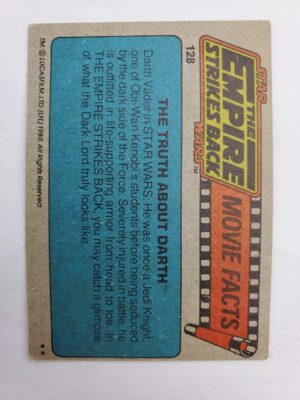 STAR
THE
EMPIRE
STRIKES BACK
WARS™
MOVIE FACTS
128
THE TRUTH ABOUT DARTH™
Darth Vader in STAR WARS. He was once a Jedi Knight,
one of Obi-Wan Kenobi's students before being seduced
by the dark side of the Force. Severely injured in battle, he
is outfitted in life-supporting armor from head to toe. In
THE EMPIRE STRIKES BACK, you may catch a glimpse
of what the Dark Lord truly looks like.
TM: © LUCASFILM, LTD. (LFL) 1980. All Rights Reserved.
**